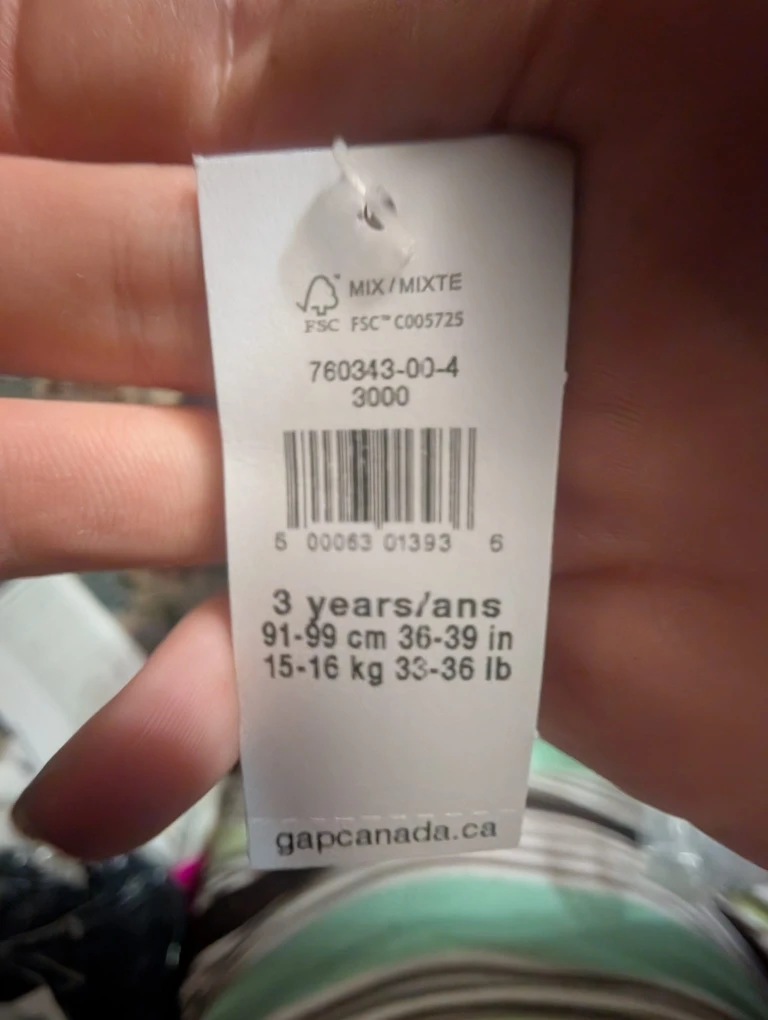 MIX / MIXTE
FSC FSC™ C005725
760343-00-4
3000
5 00063 01393 6
3 years/ans
91-99 cm 36-39 in
15-16 kg 33-36 lb
gapcanada.ca